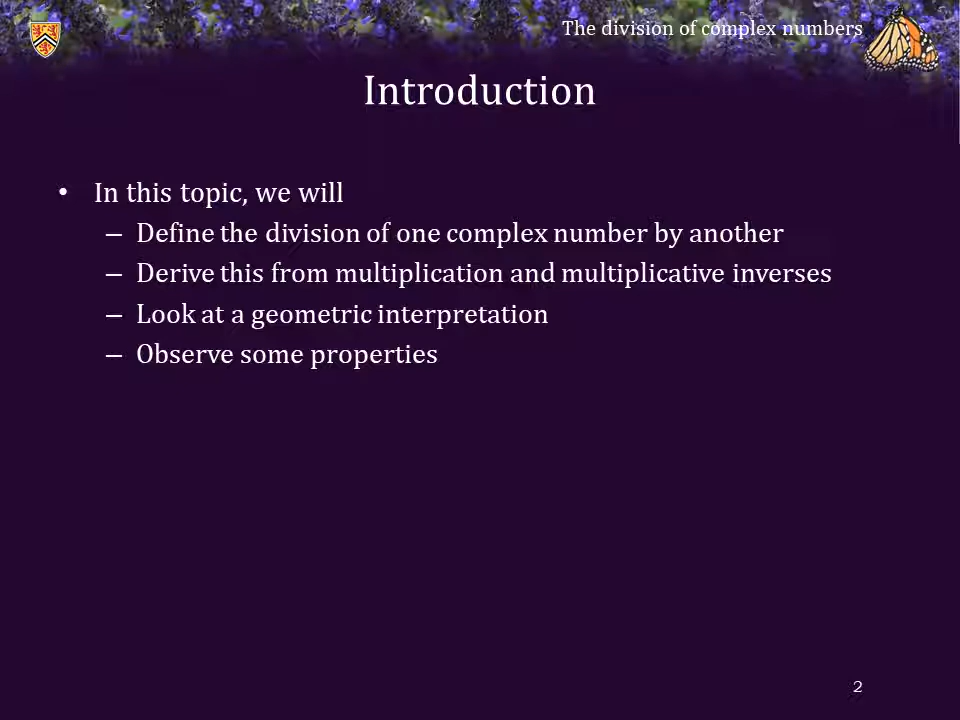 The division of complex numbers
Introduction
• In this topic, we will
– Define the division of one complex number by another
– Derive this from multiplication and multiplicative inverses
– Look at a geometric interpretation
– Observe some properties
2